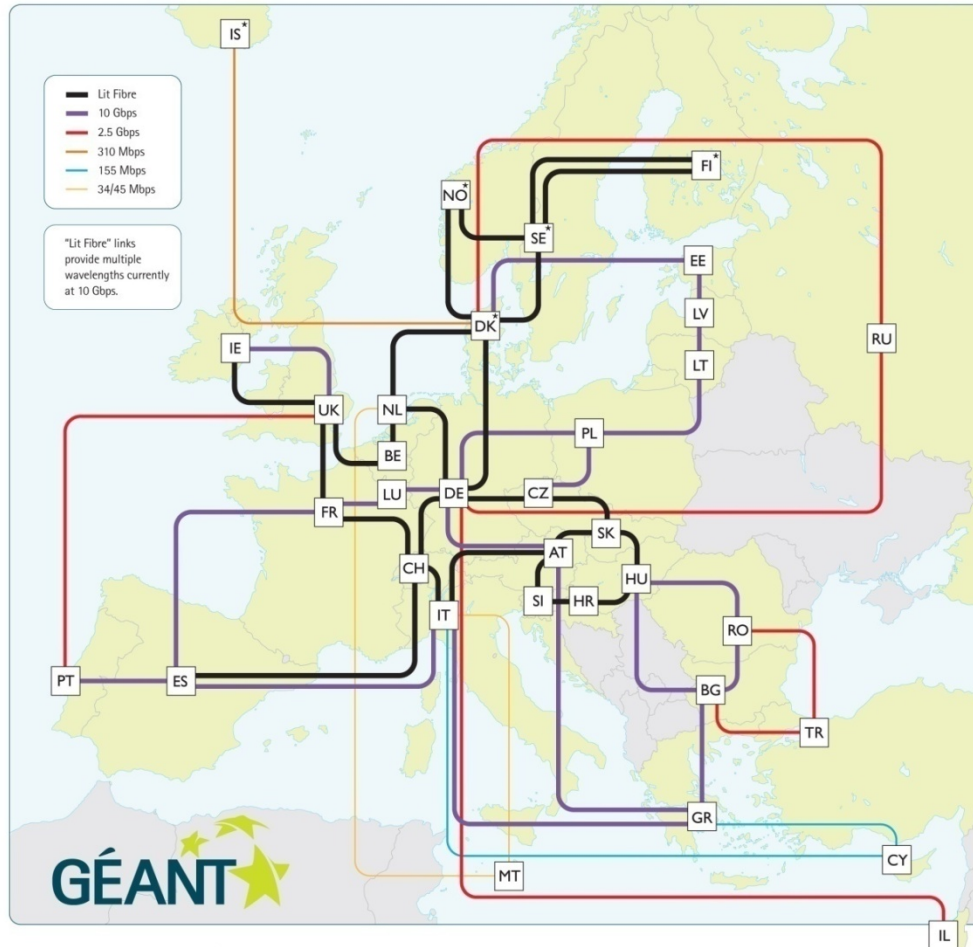 IS*
Lit Fibre
10 Gbps
2.5 Gbps
310 Mbps
155 Mbps
34/45 Mbps
"Lit Fibre" links
provide multiple
wavelengths currently
at 10 Gbps.
FI*
NO*
SE*
EE
LV
DK*
RU
IE
LT
UK
NL
PL
BE
LU
DE
CZ
FR
SK
AT
CH
HU
SI
HR
IT
RO
PT
ES
BG
TR
GR
CY
MT
GÉANT
IL